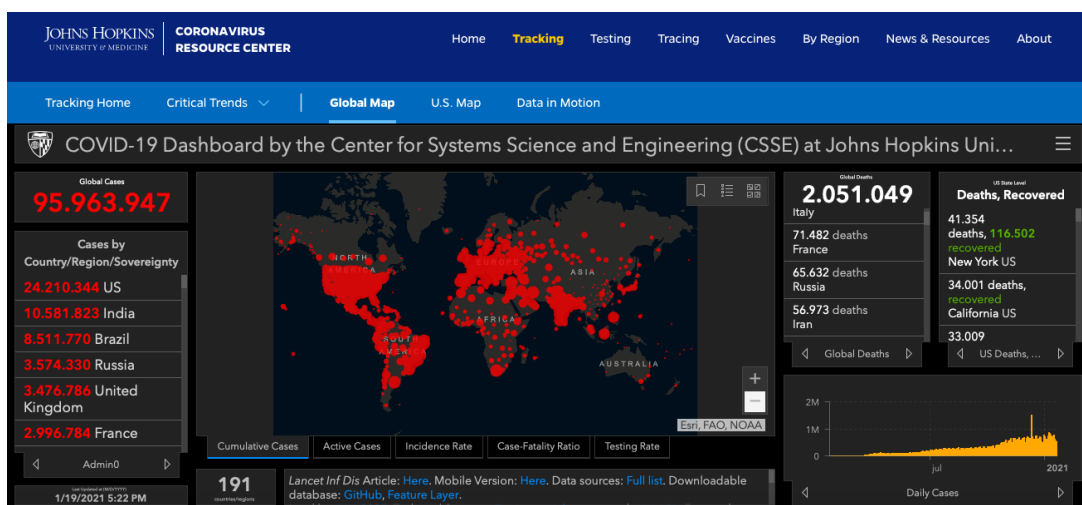 JOHNS HOPKINS
UNIVERSITY & MEDICINE
CORONAVIRUS
RESOURCE CENTER
Home
Tracking
Testing
Tracing
Vaccines
By Region
News & Resources
About
Tracking Home
Critical Trends
Global Map
U.S. Map
Data in Motion
COVID-19 Dashboard by the Center for Systems Science and Engineering (CSSE) at Johns Hopkins Uni...
Global Cases
95.963.947
Cases by
Country/Region/Sovereignty
24.210.344 US
10.581.823 India
8.511.770 Brazil
3.574.330 Russia
3.476.786 United
Kingdom
2.996.784 France
Admin0
Last Updated at (M/D/YYYY)
1/19/2021 5:22 PM
NORTH
AMERICA
EUROPE
ASIA
AFRICA
SOUTH
AMERICA
AUSTRALIA
+
−
Esri, FAO, NOAA
Cumulative Cases
Active Cases
Incidence Rate
Case-Fatality Ratio
Testing Rate
191
countries/regions
Lancet Inf Dis Article: Here. Mobile Version: Here. Data sources: Full list. Downloadable
database: GitHub, Feature Layer.
Global Deaths
2.051.049
Italy
71.482 deaths
France
65.632 deaths
Russia
56.973 deaths
Iran
Global Deaths
US State Level
Deaths, Recovered
41.354
deaths, 116.502
recovered
New York US
34.001 deaths,
recovered
California US
33.009
US Deaths, ...
2M
1M
0
jul
2021
Daily Cases